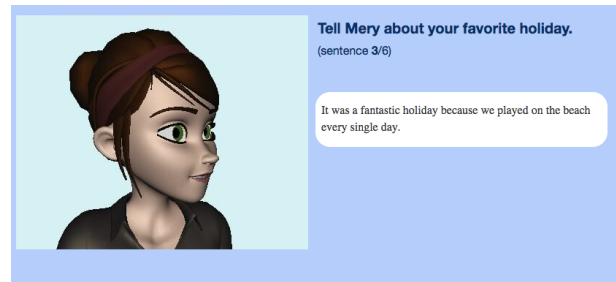 Tell Mery about your favorite holiday.
(sentence 3/6)
It was a fantastic holiday because we played on the beach
every single day.